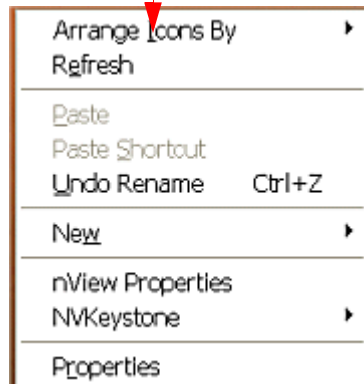 Arrange Icons By
Refresh
Paste
Paste Shortcut
Undo Rename Ctrl+Z
New
nView Properties
NVKeystone
Properties